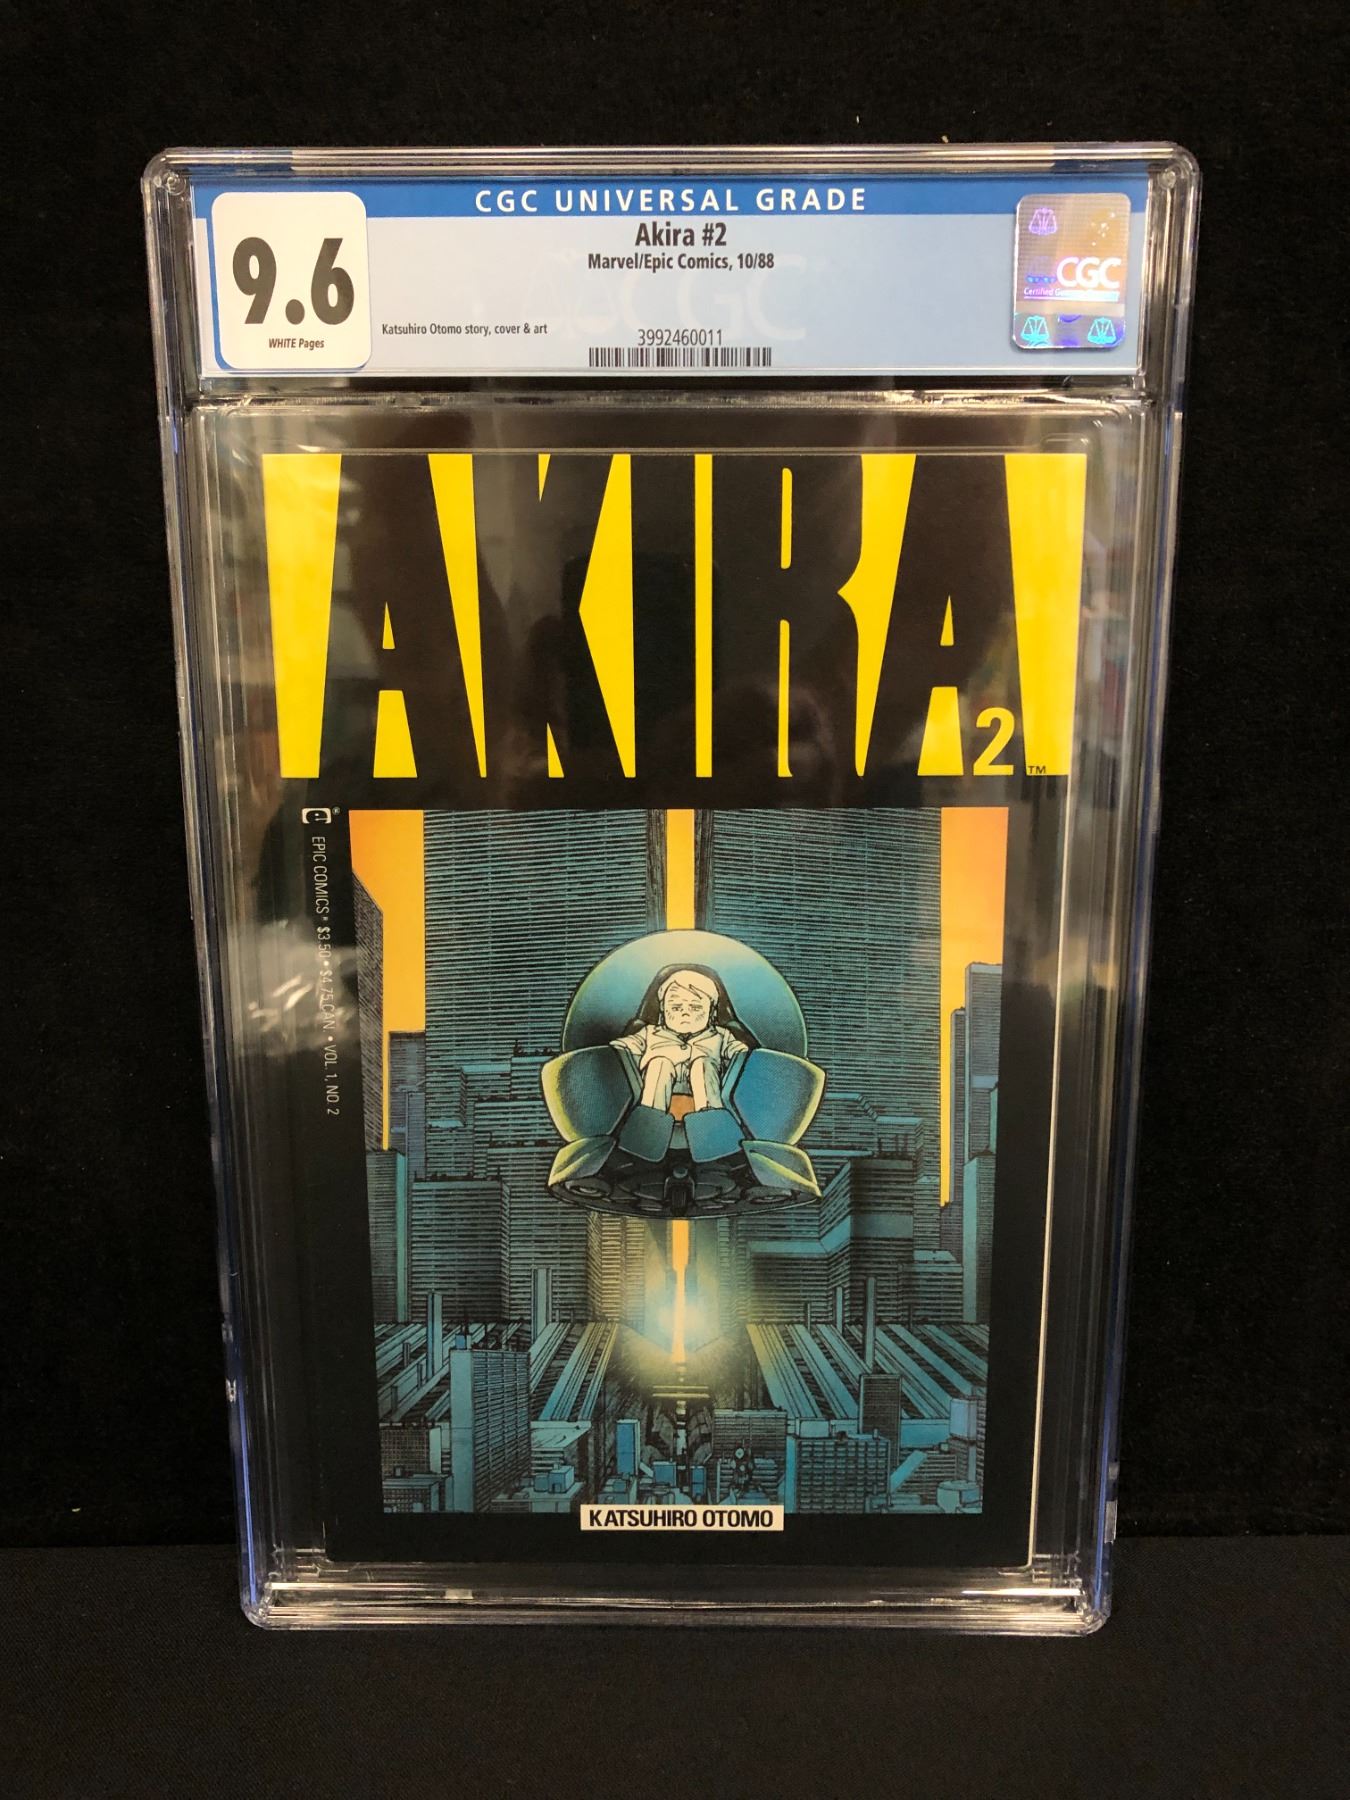 CGC UNIVERSAL GRADE
9.6
WHITE Pages
Akira #2
Marvel/Epic Comics, 10/88
Katsuhiro Otomo story, cover & art
3992460011
CGC
AKIRA
2
TM
EPIC COMICS • $3.50 • $4.75 CAN • VOL. 1, NO. 2
KATSUHIRO OTOMO